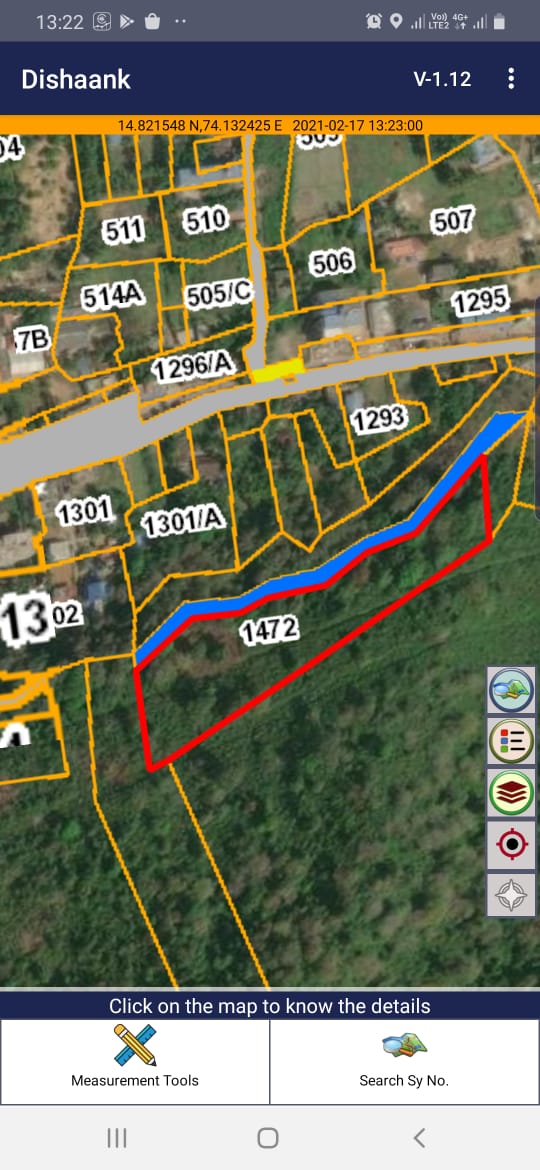 13:22
Vo)) 4G+
LTE2
Dishaank
V-1.12
14.821548 N,74.132425 E 2021-02-17 13:23:00
04
511
510
507
506
514A
505/C
1295
7B
1296/A
1293
1301
1301/A
1302
1472
Click on the map to know the details
Measurement Tools
Search Sy No.